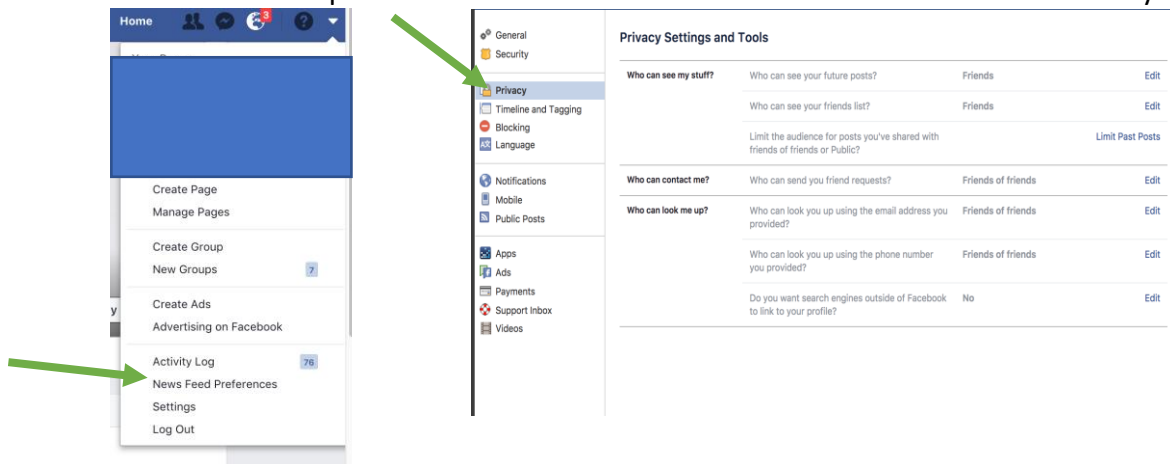 Home
3
?
Create Page
Manage Pages
Create Group
New Groups 7
Create Ads
y
Advertising on Facebook
Activity Log 76
News Feed Preferences
Settings
Log Out
General
Security
Privacy
Timeline and Tagging
Blocking
Language
Notifications
Mobile
Public Posts
Apps
Ads
Payments
Support Inbox
Videos
Privacy Settings and Tools
Who can see my stuff? Who can see your future posts? Friends Edit
Who can see your friends list? Friends Edit
Limit the audience for posts you've shared with Limit Past Posts
friends of friends or Public?
Who can contact me? Who can send you friend requests? Friends of friends Edit
Who can look me up? Who can look you up using the email address you Friends of friends Edit
provided?
Who can look you up using the phone number Friends of friends Edit
you provided?
Do you want search engines outside of Facebook No Edit
to link to your profile?